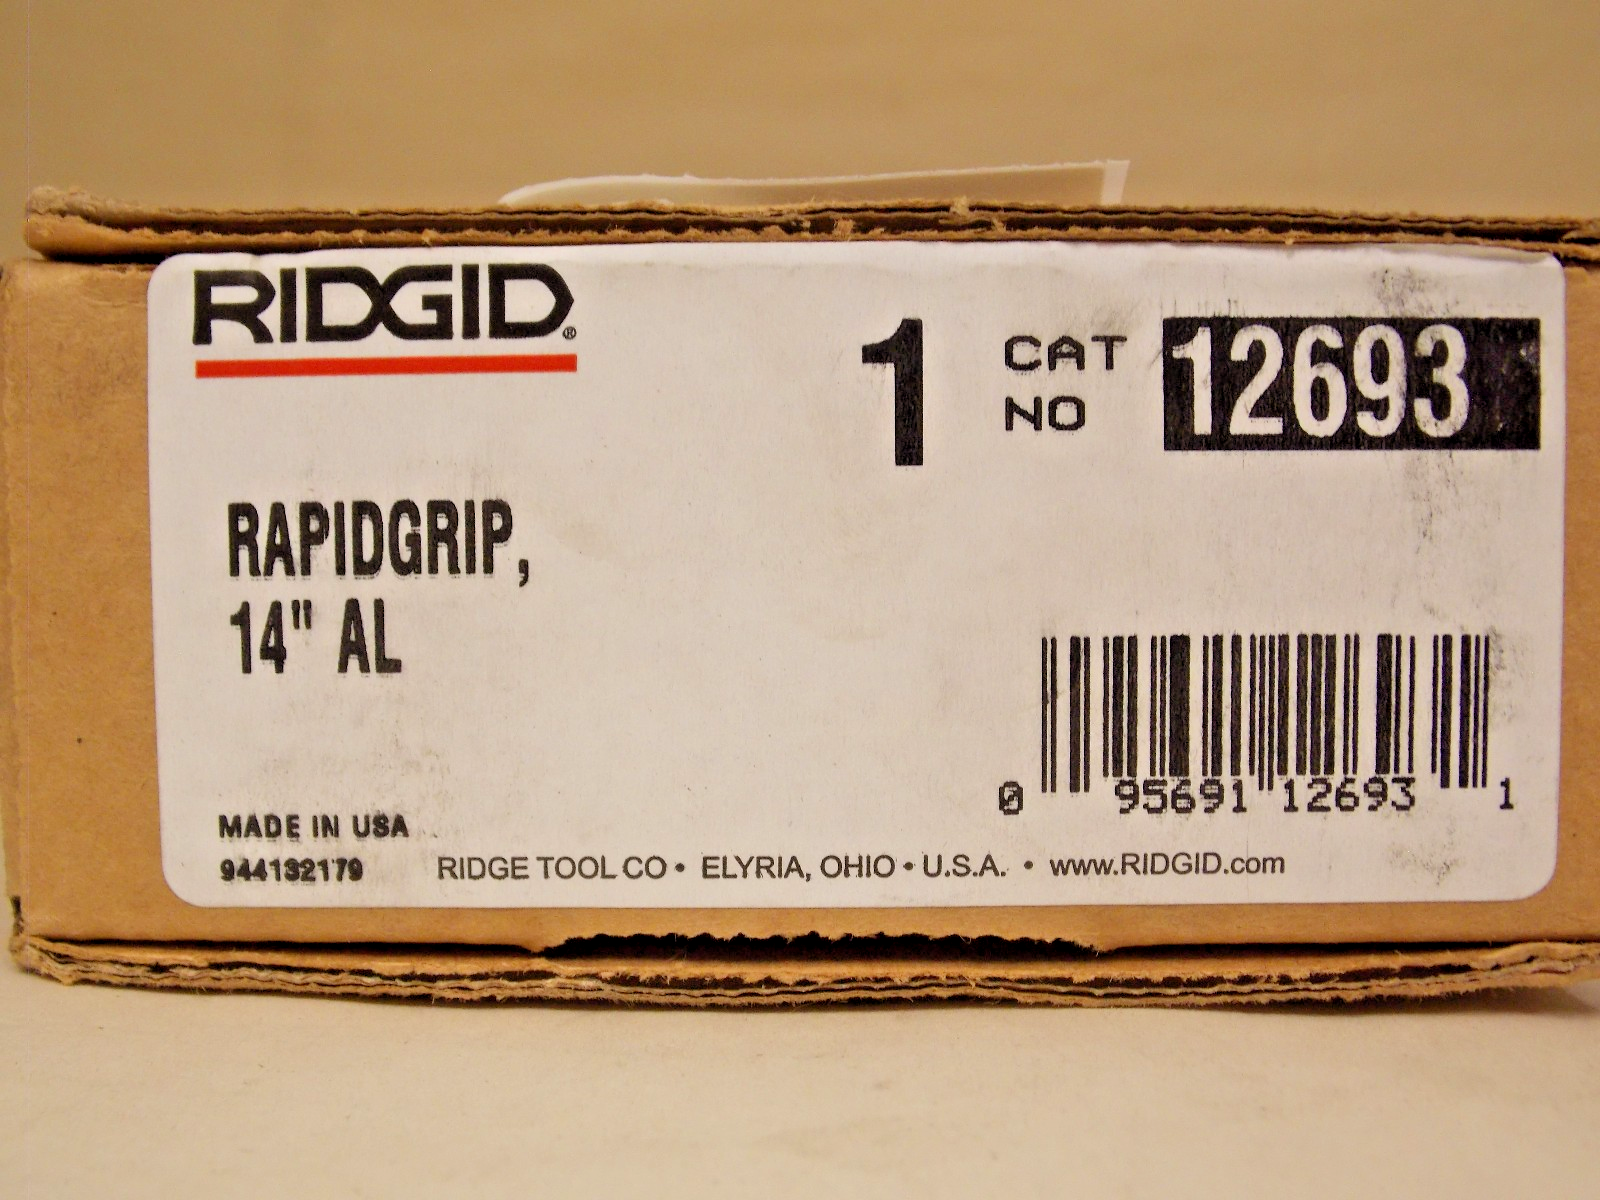 RIDGID®
1 CAT NO 12693
RAPIDGRIP,
14" AL
0 95691 12693 1
MADE IN USA
944132179 RIDGE TOOL CO • ELYRIA, OHIO • U.S.A. • www.RIDGID.com